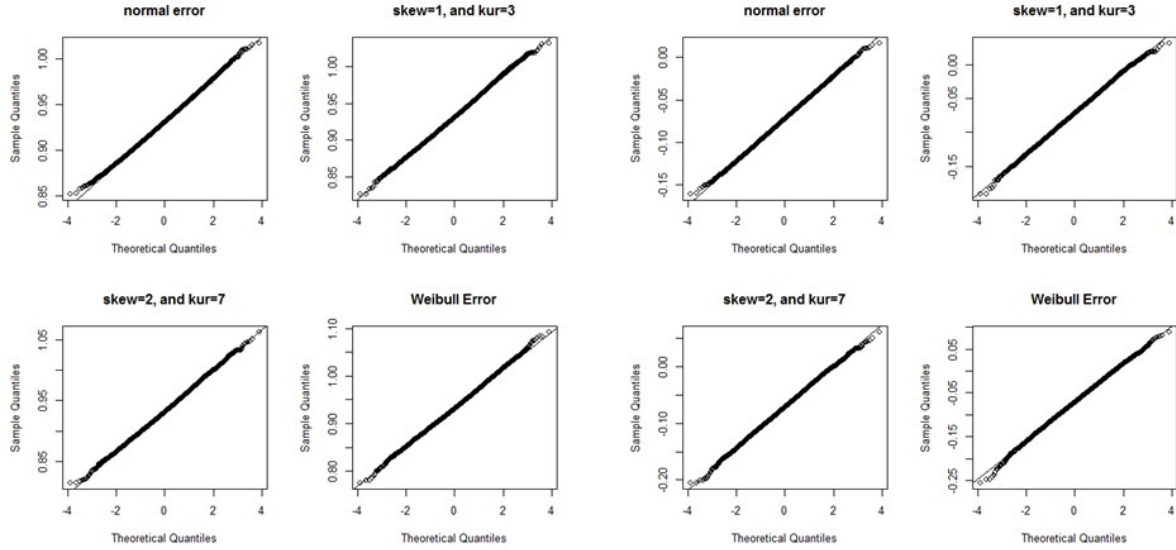 normal error
skew=1, and kur=3
normal error
skew=1, and kur=3
Sample Quantiles
0.85 0.90 0.95 1.00
-4 -2 0 2 4
Theoretical Quantiles
Sample Quantiles
0.85 0.90 0.95 1.00
-4 -2 0 2 4
Theoretical Quantiles
Sample Quantiles
-0.15 -0.10 -0.05 0.00
-4 -2 0 2 4
Theoretical Quantiles
Sample Quantiles
-0.15 -0.05 0.00
-4 -2 0 2 4
Theoretical Quantiles
skew=2, and kur=7
Weibull Error
skew=2, and kur=7
Weibull Error
Sample Quantiles
0.85 0.95 1.05
-4 -2 0 2 4
Theoretical Quantiles
Sample Quantiles
0.80 0.90 1.00 1.10
-4 -2 0 2 4
Theoretical Quantiles
Sample Quantiles
-0.20 -0.10 0.00
-4 -2 0 2 4
Theoretical Quantiles
Sample Quantiles
-0.25 -0.15 -0.05 0.05
-4 -2 0 2 4
Theoretical Quantiles